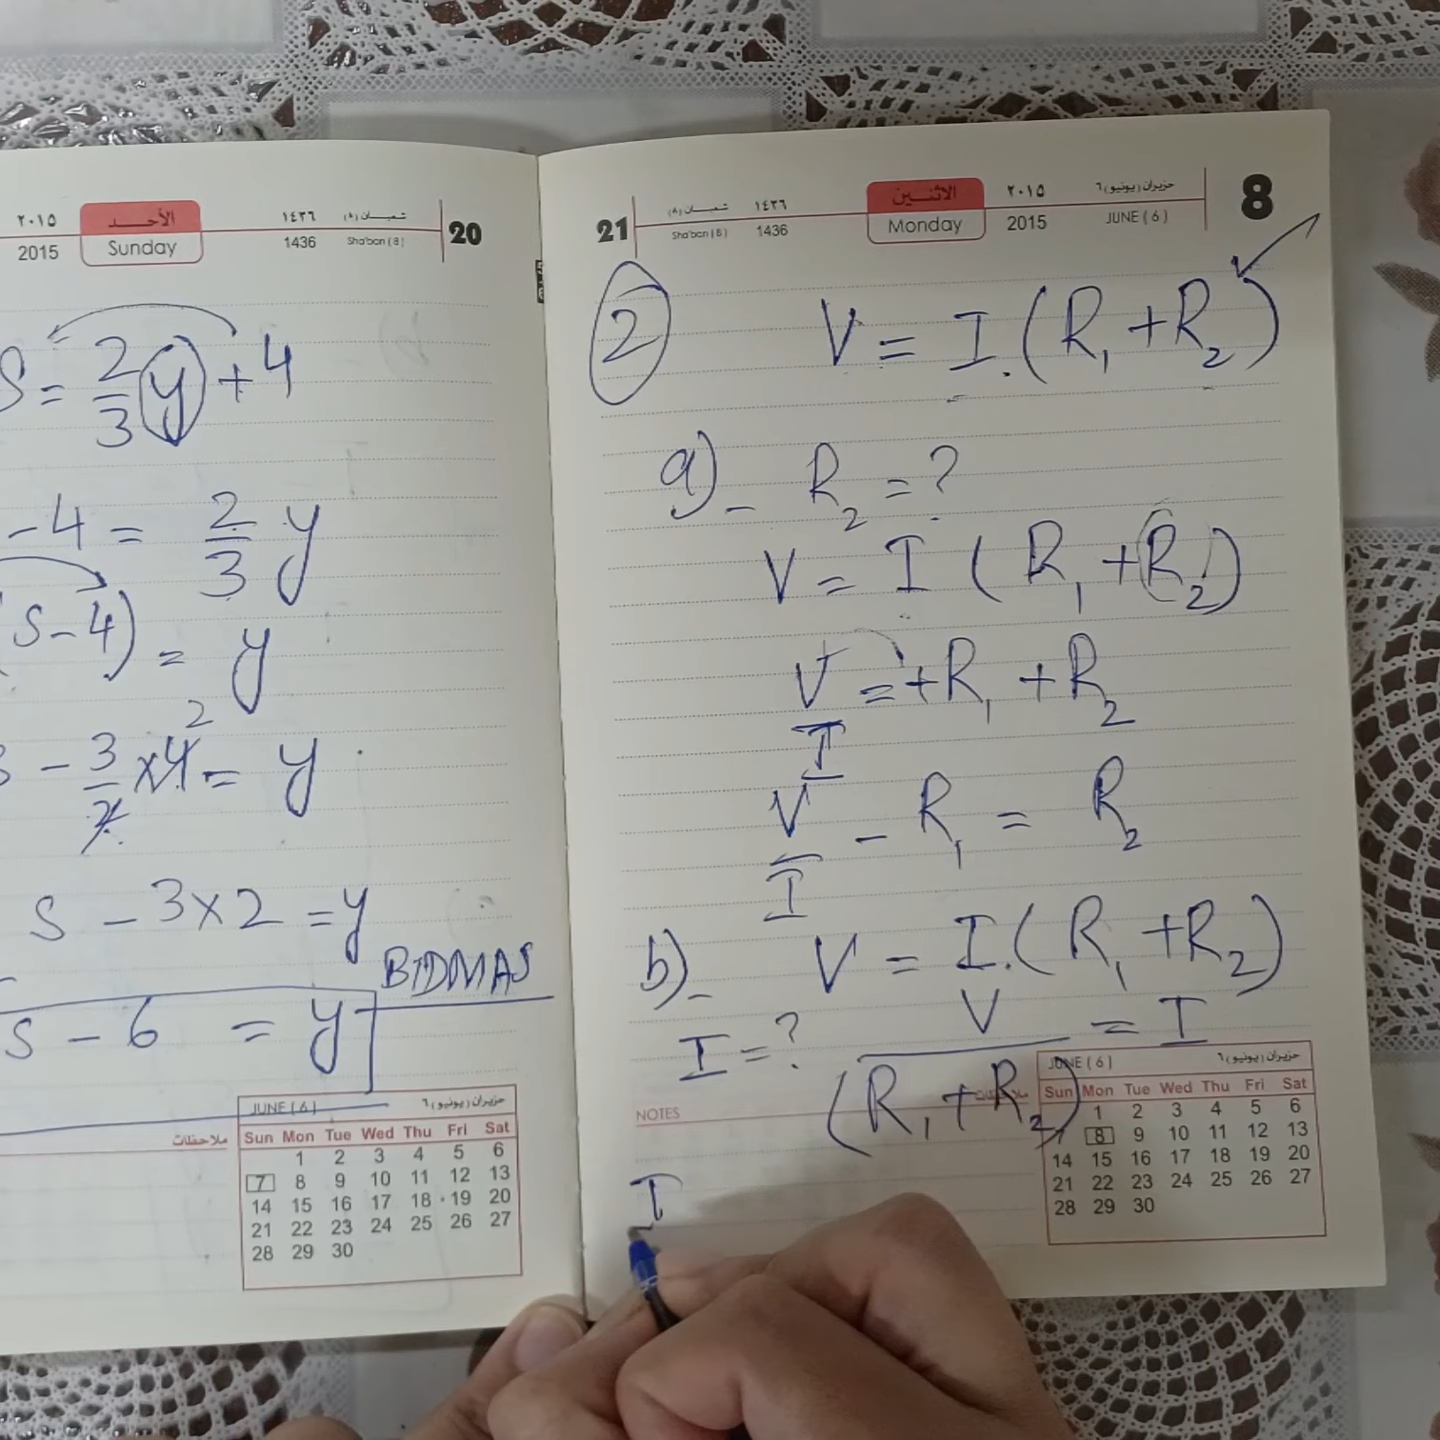 ٢٠١٥ الأحد ١٤٣٦ شعبان (٨) 20
2015 Sunday 1436 Sha'ban (8)
S = 2/3 y + 4
- 4 = 2/3 y
(S - 4) = y
- 3/2 × 4 2 = y
S - 3 × 2 = y
BIDMAS
S - 6 = y
JUNE (6) حزيران (يونيو) ٦
ملاحظات
Sun Mon Tue Wed Thu Fri Sat
1 2 3 4 5 6
7 8 9 10 11 12 13
14 15 16 17 18 19 20
21 22 23 24 25 26 27
28 29 30
21 شعبان (٨) ١٤٣٦ الاثنين ٢٠١٥ حزيران (يونيو) ٦ 8
Sha'ban (8) 1436 Monday 2015 JUNE (6)
2 V = I.(R₁ + R₂)
a)- R₂ = ?
V = I (R₁ + R₂)
V/I = +R₁ + R₂
V/I - R₁ = R₂
b)- V = I.(R₁ + R₂)
I = ? V/(R₁ + R₂) = I
I
NOTES ملاحظات
JUNE (6) حزيران (يونيو) ٦
Sun Mon Tue Wed Thu Fri Sat
1 2 3 4 5 6
7 8 9 10 11 12 13
14 15 16 17 18 19 20
21 22 23 24 25 26 27
28 29 30